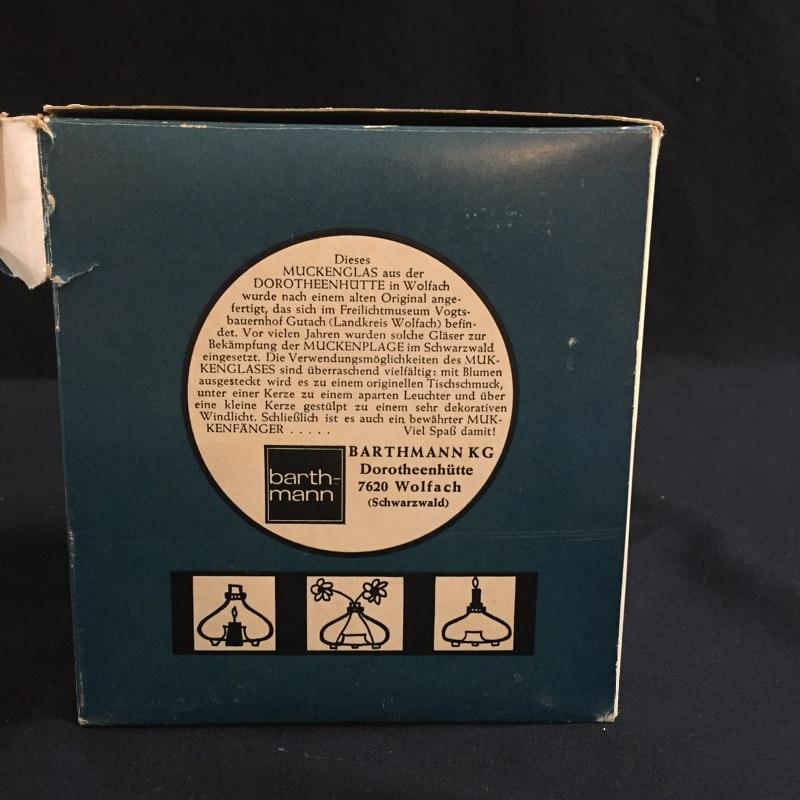 Dieses
MUCKENGLAS aus der
DOROTHEENHÜTTE in Wolfach
wurde nach einem alten Original ange-
fertigt, das sich im Freilichtmuseum Vogts-
bauernhof Gutach (Landkreis Wolfach) befin-
det. Vor vielen Jahren wurden solche Gläser zur
Bekämpfung der MUCKENPLAGE im Schwarzwald
eingesetzt. Die Verwendungsmöglichkeiten des MUK-
KENGLASES sind überraschend vielfältig: mit Blumen
ausgesteckt wird es zu einem originellen Tischschmuck,
unter einer Kerze zu einem aparten Leuchter und über
eine kleine Kerze gestülpt zu einem sehr dekorativen
Windlicht. Schließlich ist es auch ein bewährter MUK-
KENFÄNGER . . . . . Viel Spaß damit!
barth-
mann
BARTHMANN KG
Dorotheenhütte
7620 Wolfach
(Schwarzwald)